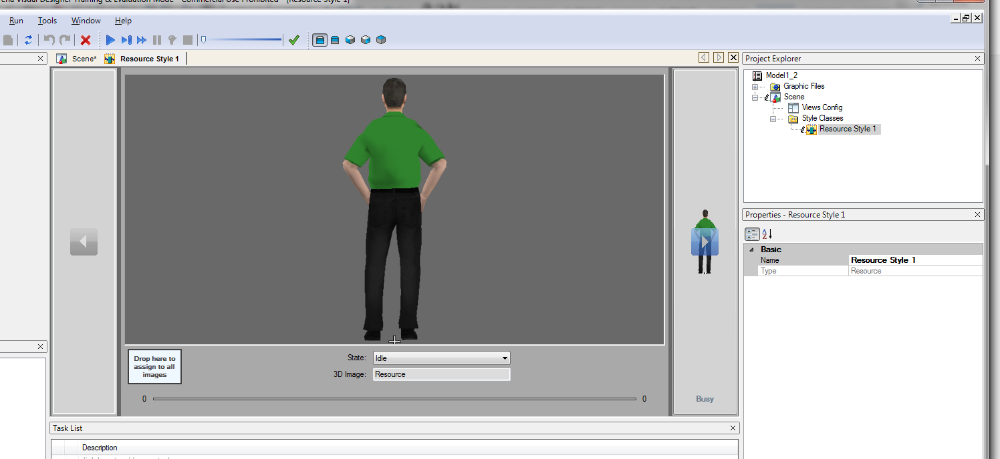 ena Visual Designer Training & Evaluation Mode - Commercial Use Prohibited - [Resource Style 1]
Run Tools Window Help
Scene* Resource Style 1
Project Explorer
Model1_2
Graphic Files
Scene
Views Config
Style Classes
Resource Style 1
Properties - Resource Style 1
A
Z
Basic
Name Resource Style 1
Type Resource
Drop here to
assign to all
images
State: Idle
3D Image: Resource
0 0
Busy
Task List
Description